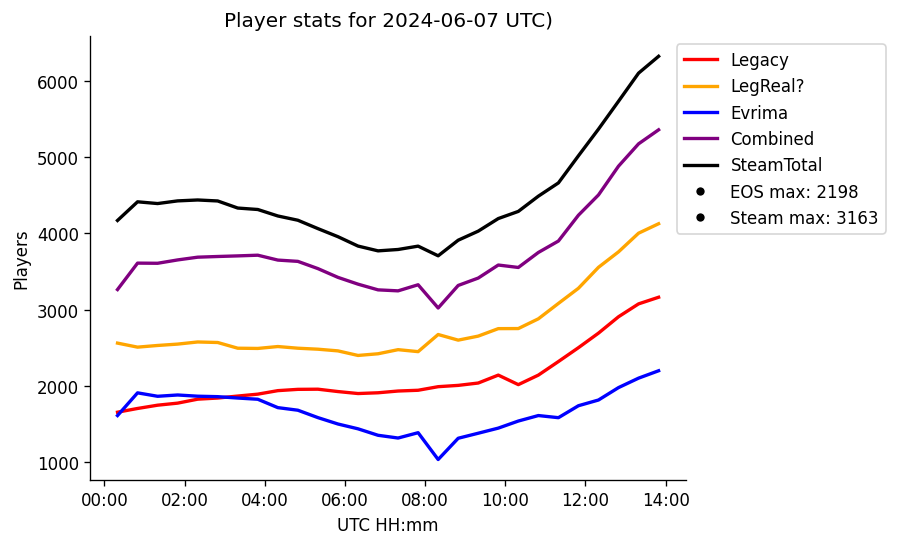 Player stats for 2024-06-07 UTC)
Legacy
LegReal?
Evrima
Combined
SteamTotal
EOS max: 2198
Steam max: 3163
Players
6000
5000
4000
3000
2000
1000
00:00 02:00 04:00 06:00 08:00 10:00 12:00 14:00
UTC HH:mm